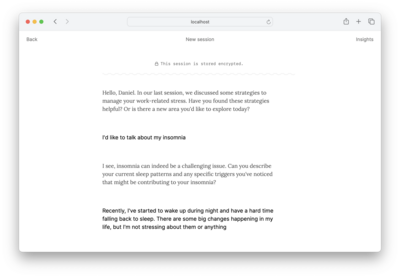 localhost
Back
New session
Insights
This session is stored encrypted.
Hello, Daniel. In our last session, we discussed some strategies to
manage your work-related stress. Have you found these strategies
helpful? Or is there a new area you'd like to explore today?
I'd like to talk about my insomnia
I see, insomnia can indeed be a challenging issue. Can you describe
your current sleep patterns and any specific triggers you've noticed
that might be contributing to your insomnia?
Recently, I've started to wake up during night and have a hard time
falling back to sleep. There are some big changes happening in my
life, but I'm not stressing about them or anything